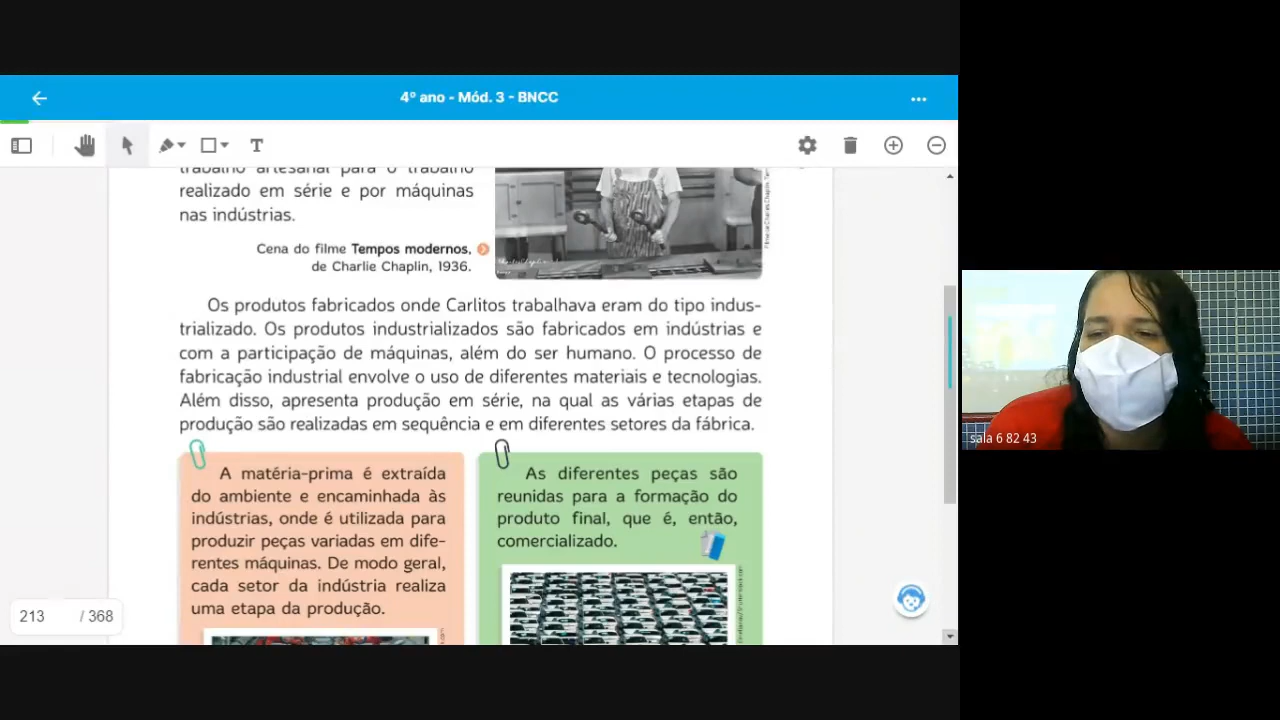 4º ano - Mód. 3 - BNCC
T
trabalho artesanal para o trabalho
realizado em série e por máquinas
nas indústrias.
Cena do filme Tempos modernos,
de Charlie Chaplin, 1936.
Os produtos fabricados onde Carlitos trabalhava eram do tipo indus-
trializado. Os produtos industrializados são fabricados em indústrias e
com a participação de máquinas, além do ser humano. O processo de
fabricação industrial envolve o uso de diferentes materiais e tecnologias.
Além disso, apresenta produção em série, na qual as várias etapas de
produção são realizadas em sequência e em diferentes setores da fábrica.
A matéria-prima é extraída
do ambiente e encaminhada às
indústrias, onde é utilizada para
produzir peças variadas em dife-
rentes máquinas. De modo geral,
cada setor da indústria realiza
uma etapa da produção.
As diferentes peças são
reunidas para a formação do
produto final, que é, então,
comercializado.
213 / 368
sala 6 82 43